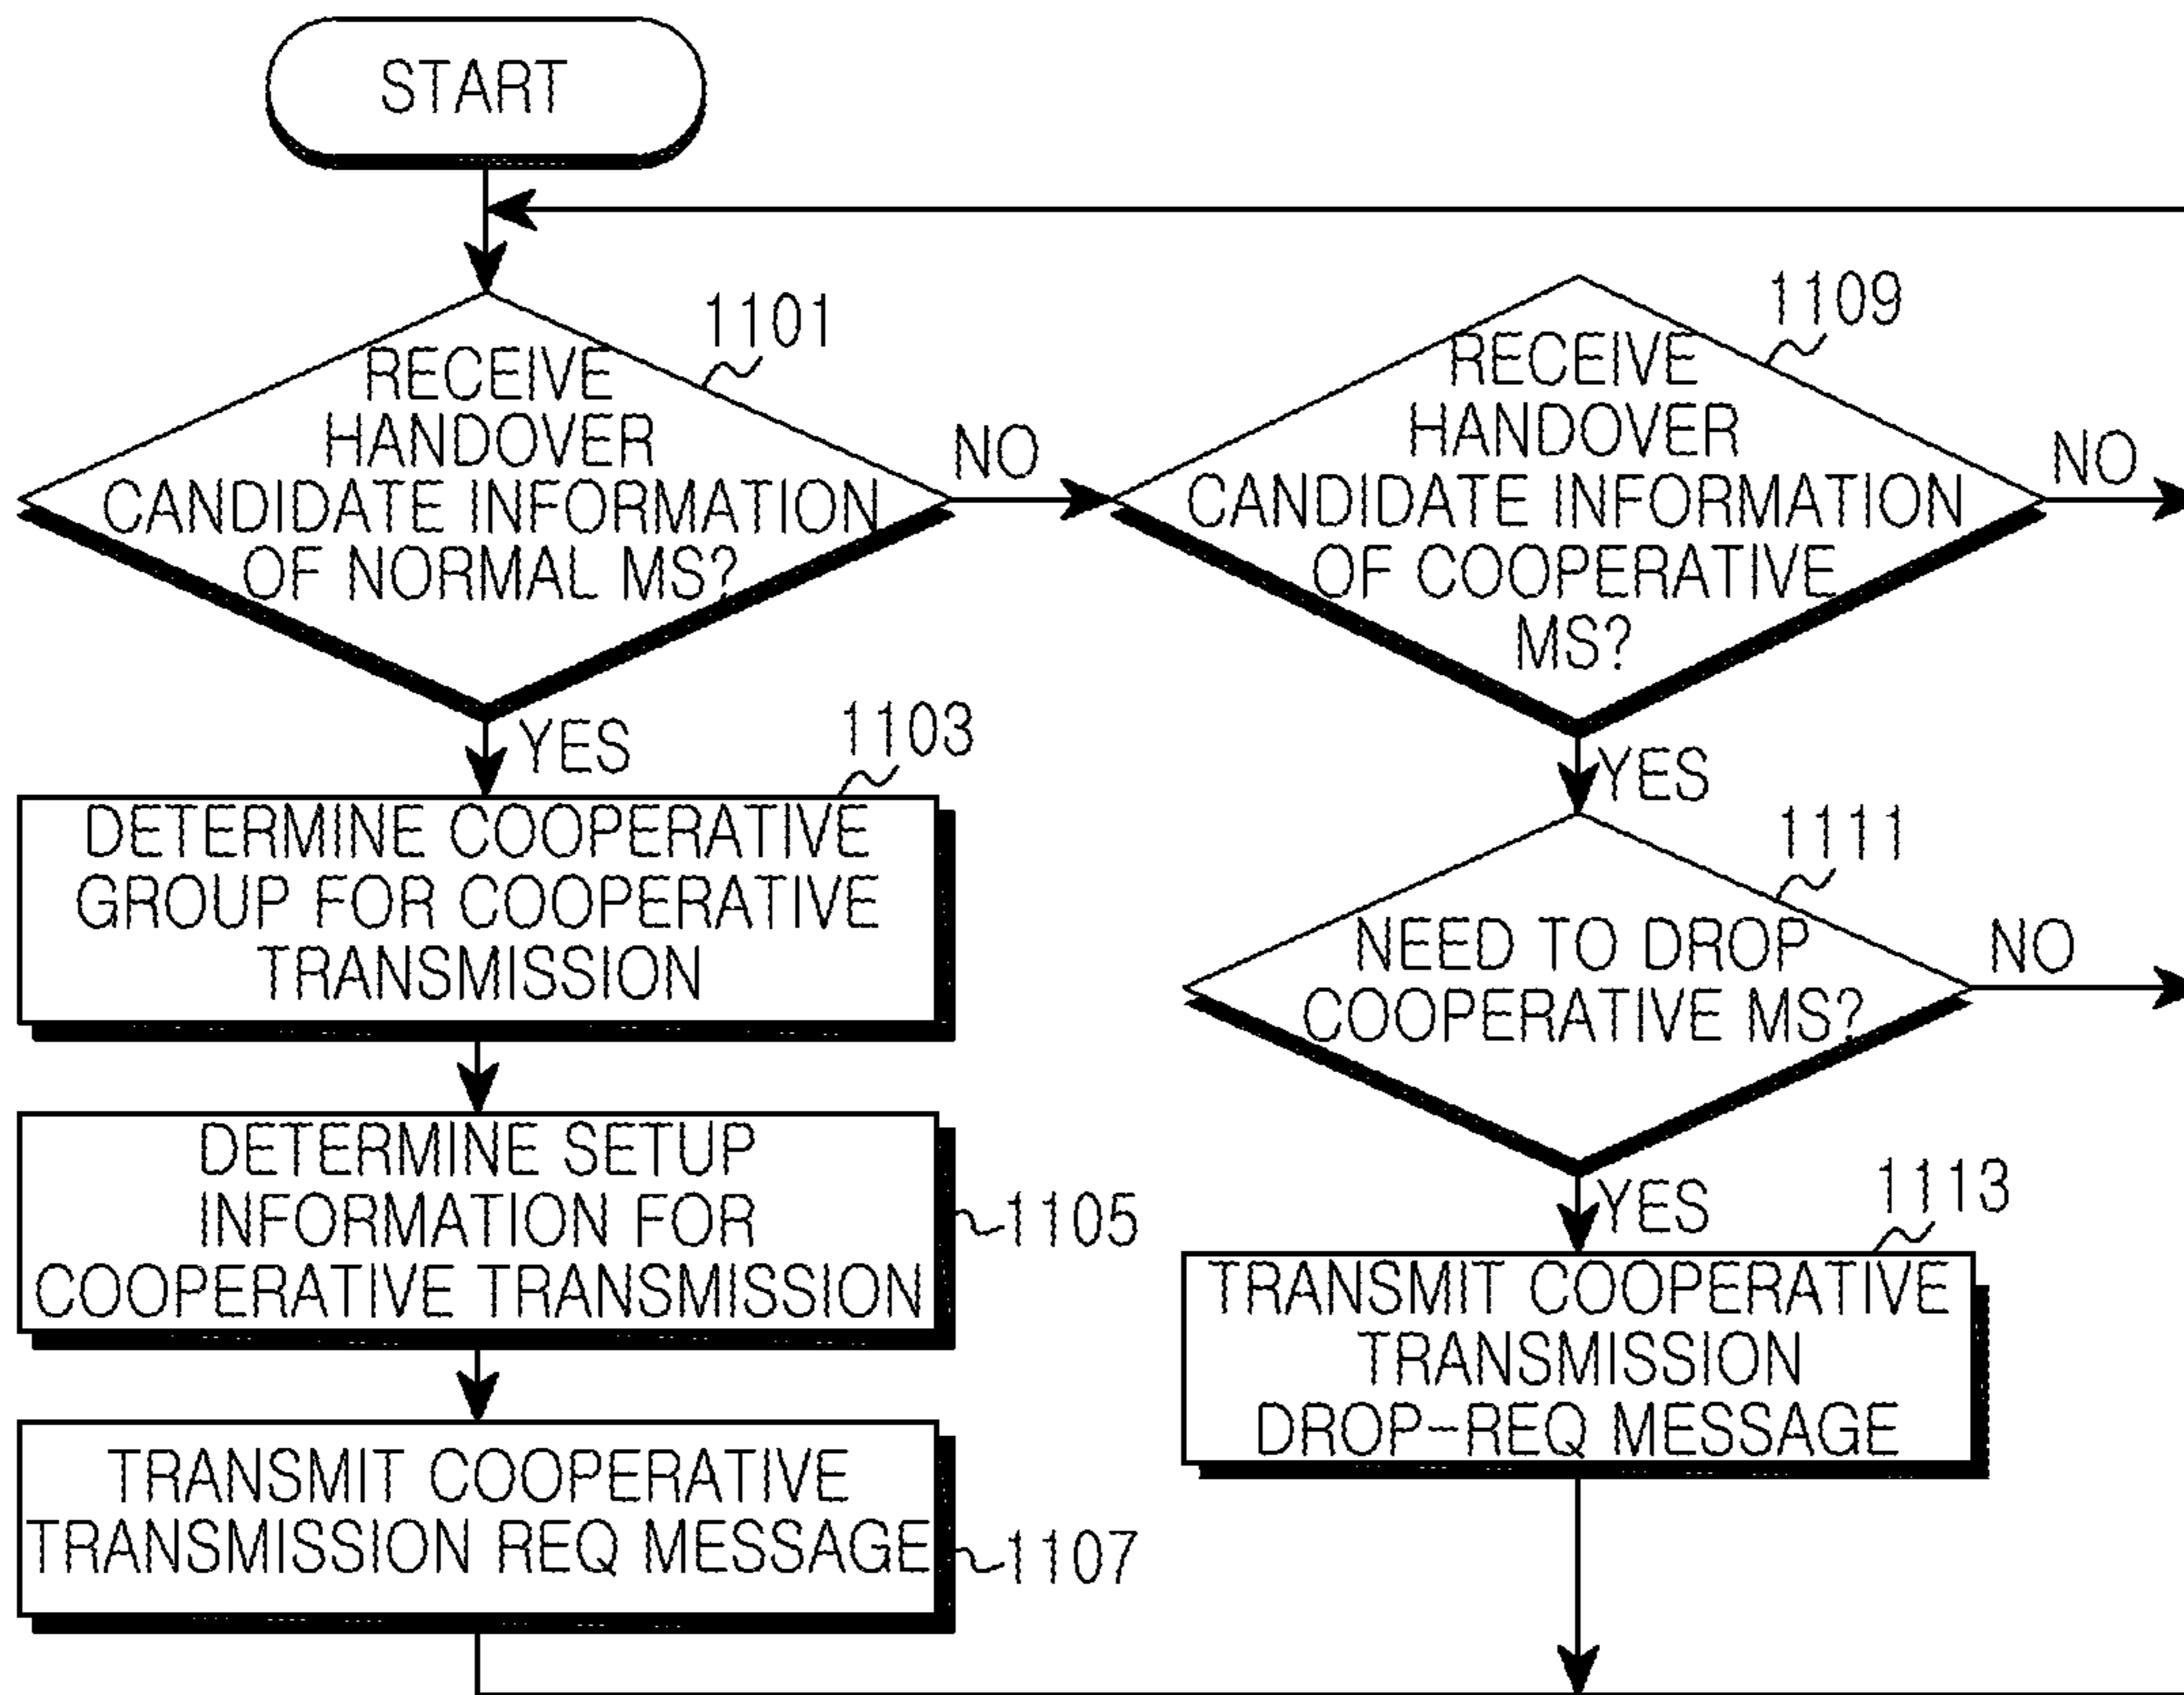 START
1101
RECEIVE
HANDOVER
CANDIDATE INFORMATION
OF NORMAL MS?
NO
YES
1103
DETERMINE COOPERATIVE
GROUP FOR COOPERATIVE
TRANSMISSION
DETERMINE SETUP
INFORMATION FOR
COOPERATIVE TRANSMISSION
1105
TRANSMIT COOPERATIVE
TRANSMISSION REQ MESSAGE
1107
1109
RECEIVE
HANDOVER
CANDIDATE INFORMATION
OF COOPERATIVE
MS?
NO
YES
1111
NEED TO DROP
COOPERATIVE MS?
NO
YES
1113
TRANSMIT COOPERATIVE
TRANSMISSION
DROP-REQ MESSAGE